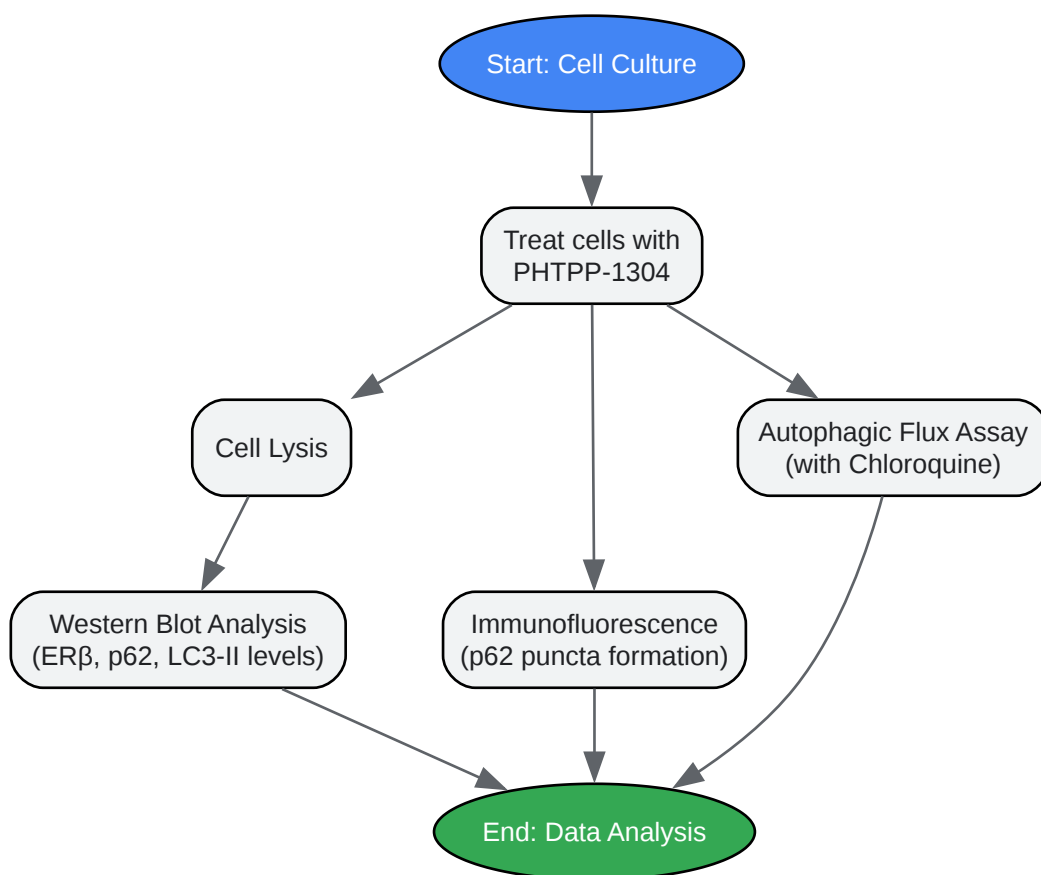 Start: Cell Culture
Treat cells with
PHTPP-1304
Cell Lysis
Autophagic Flux Assay
(with Chloroquine)
Western Blot Analysis
(ERβ, p62, LC3-II levels)
Immunofluorescence
(p62 puncta formation)
End: Data Analysis